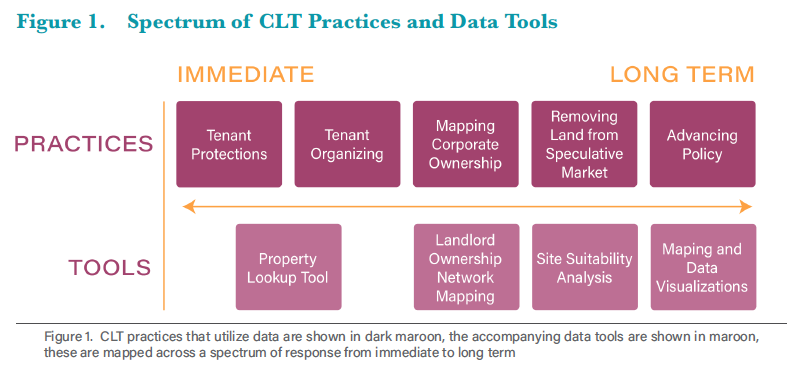 Figure 1. Spectrum of CLT Practices and Data Tools
IMMEDIATE
LONG TERM
PRACTICES
Tenant
Protections
Tenant
Organizing
Mapping
Corporate
Ownership
Removing
Land from
Speculative
Market
Advancing
Policy
TOOLS
Property
Lookup Tool
Landlord
Ownership
Network
Mapping
Site Suitability
Analysis
Maping and
Data
Visualizations
Figure 1. CLT practices that utilize data are shown in dark maroon, the accompanying data tools are shown in maroon,
these are mapped across a spectrum of response from immediate to long term